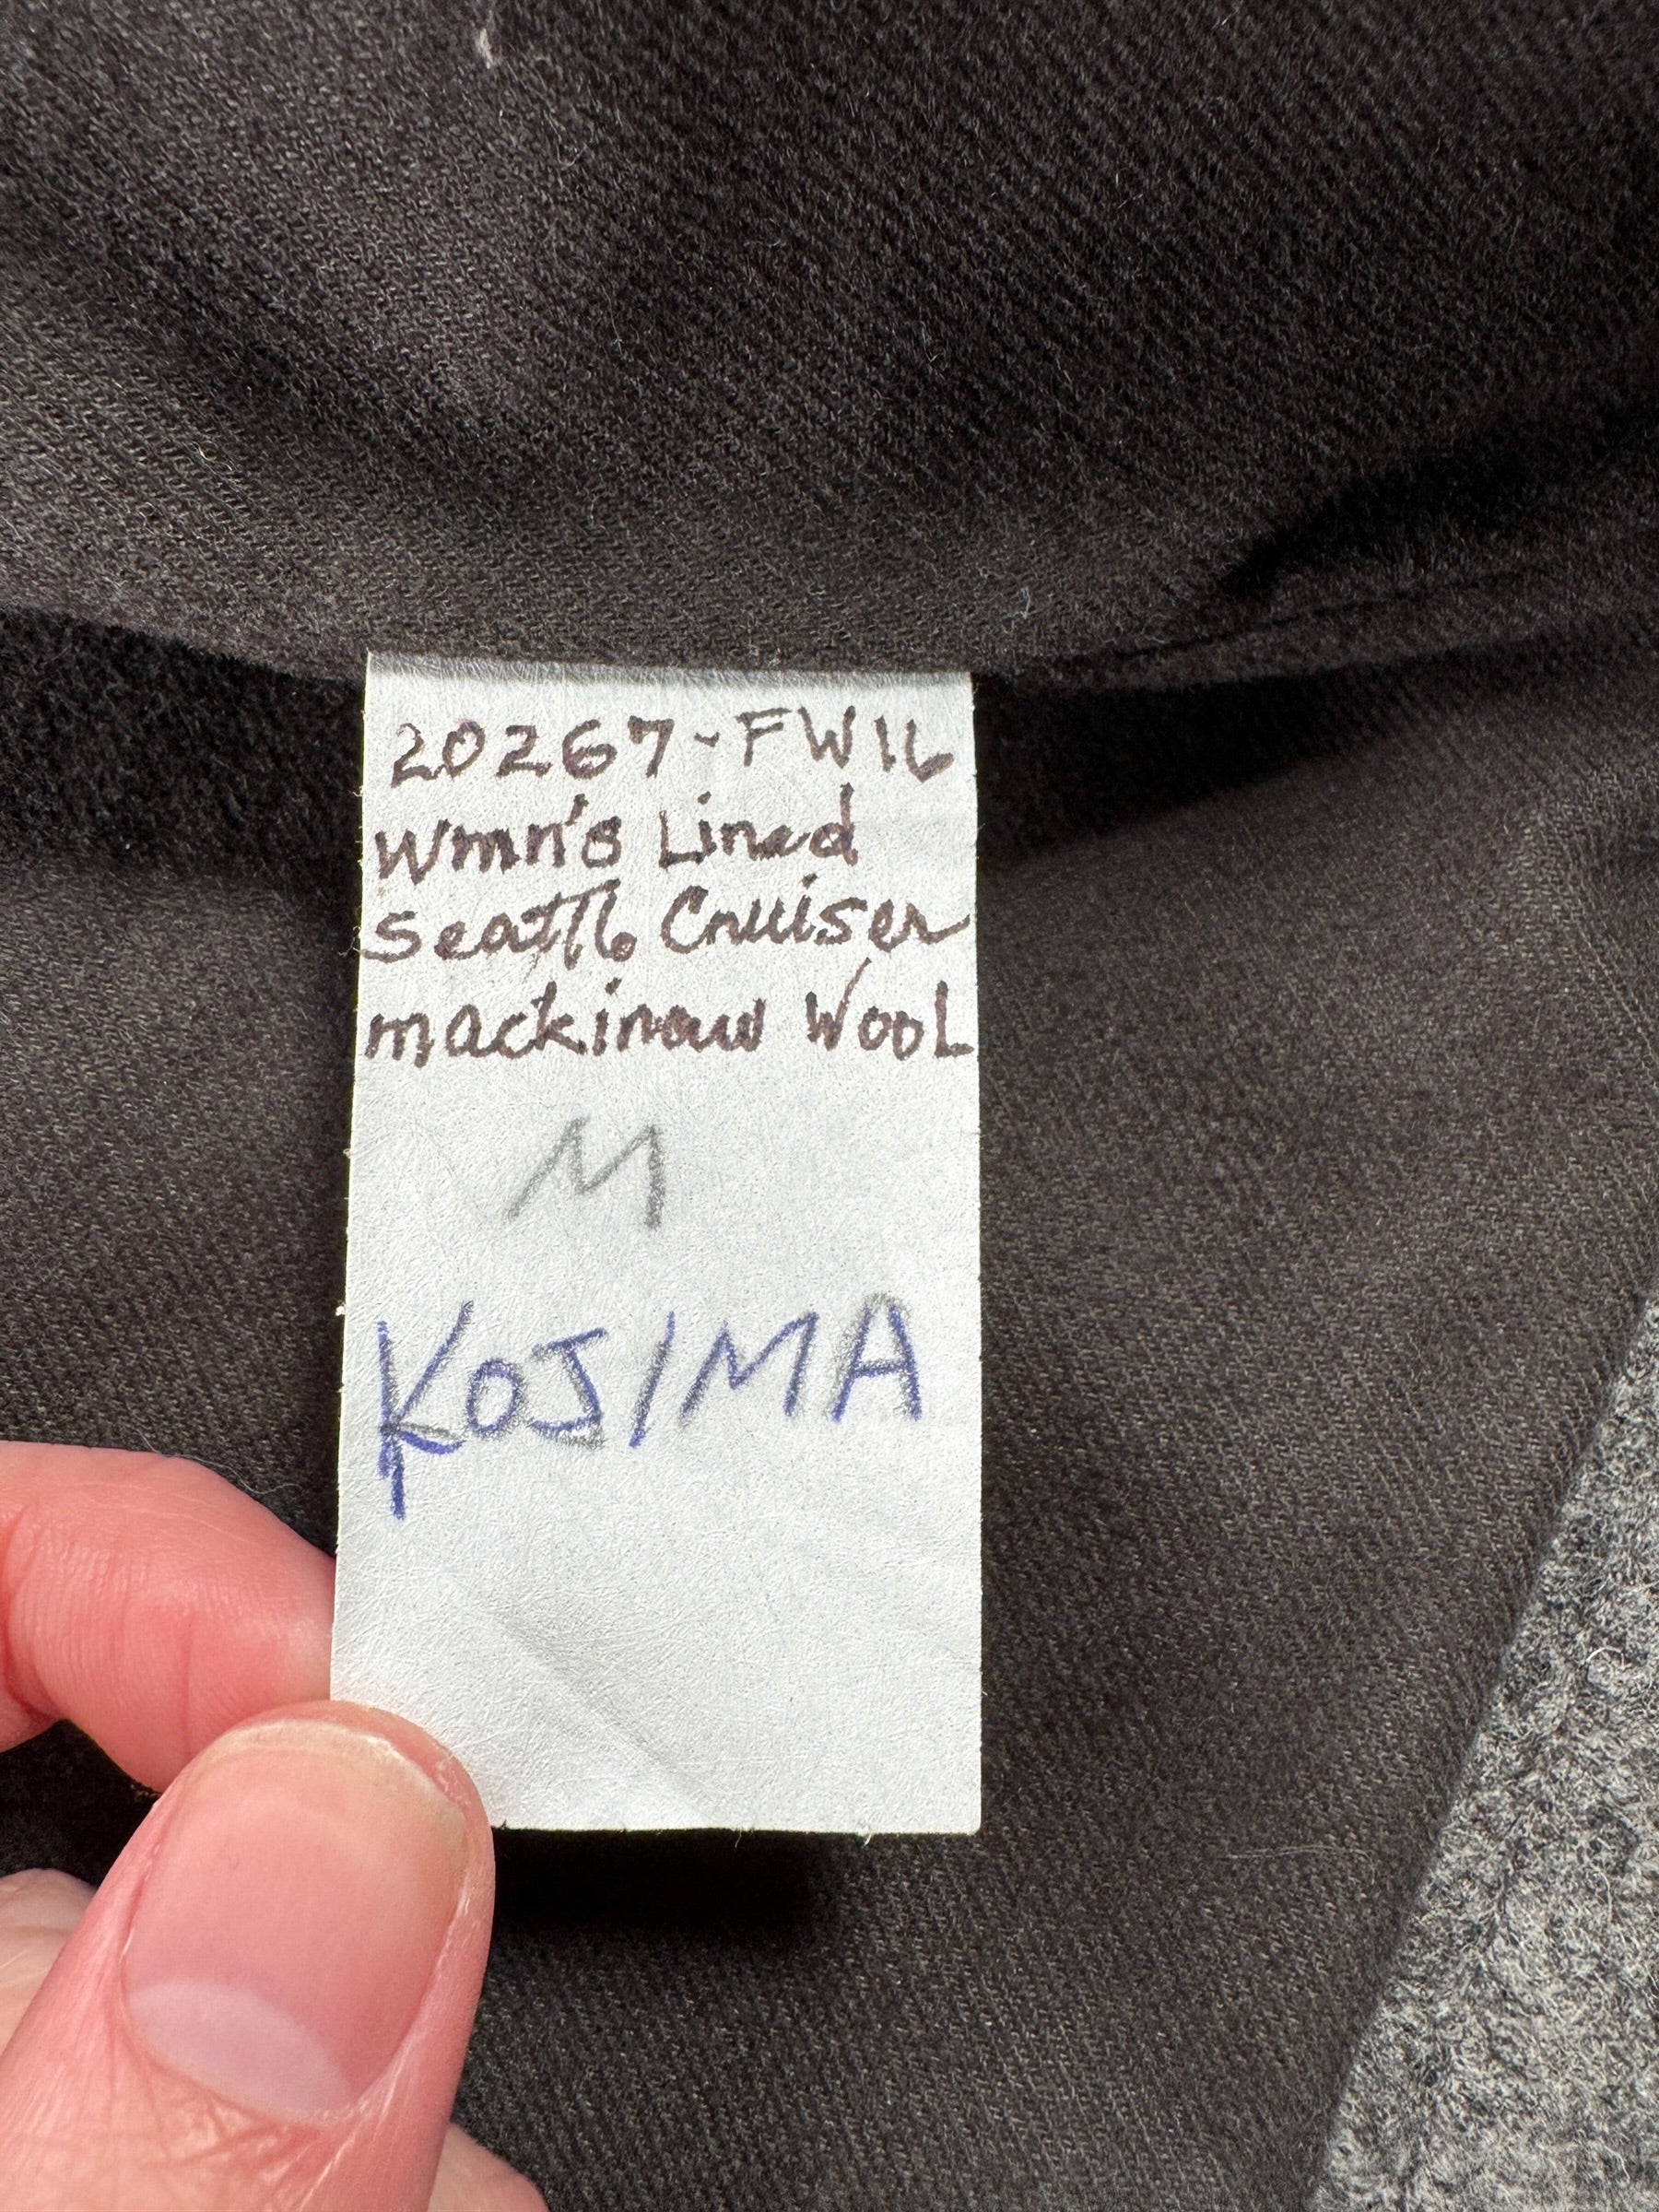 20267-FW16
Wmn's Lined
Seattle Cruiser
mackinaw Wool
M
KOJIMA